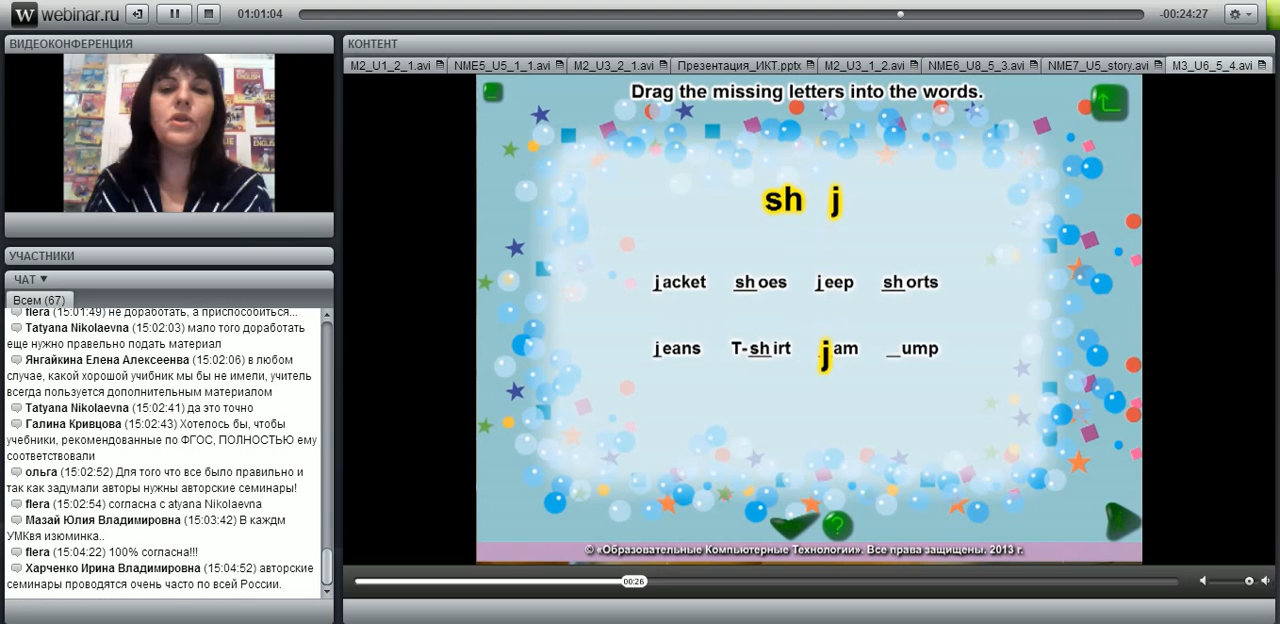 webinar.ru
01:01:04
-00:24:27
ВИДЕОКОНФЕРЕНЦИЯ
УЧАСТНИКИ
ЧАТ ▼
Всем (67)
flera (15:01:49) не доработать, а приспособиться...
Tatyana Nikolaevna (15:02:03) мало того доработать
еще нужно правельно подать материал
Янгайкина Елена Алексеенва (15:02:06) в любом
случае, какой хорошой учибник мы бы не имели, учитель
всегда пользуется дополнительным материалом
Tatyana Nikolaevna (15:02:41) да это точно
Галина Кривцова (15:02:43) Хотелось бы, чтобы
учебники, рекомендованные по ФГОС, ПОЛНОСТЬЮ ему
соответствовали
ольга (15:02:52) Для того что все было правильно и
так как задумали авторы нужны авторские семинары!
flera (15:02:54) согласна с atyana Nikolaevna
Мазай Юлия Владимировна (15:03:42) В каждм
УМКвя изюминка..
flera (15:04:22) 100% согласна!!!
Харченко Ирина Владимировна (15:04:52) авторские
семинары проводятся очень часто по всей России.
КОНТЕНТ
M2_U1_2_1.avi NME5_U5_1_1.avi M2_U3_2_1.avi Презентация_ИКТ.pptx M2_U3_1_2.avi NME6_U8_5_3.avi NME7_U5_story.avi M3_U6_5_4.avi
Drag the missing letters into the words.
sh j
jacket shoes jeep shorts
jeans T-shirt jam _ump
?
© «Образовательные Компьютерные Технологии». Все права защищены. 2013 г.
00:26